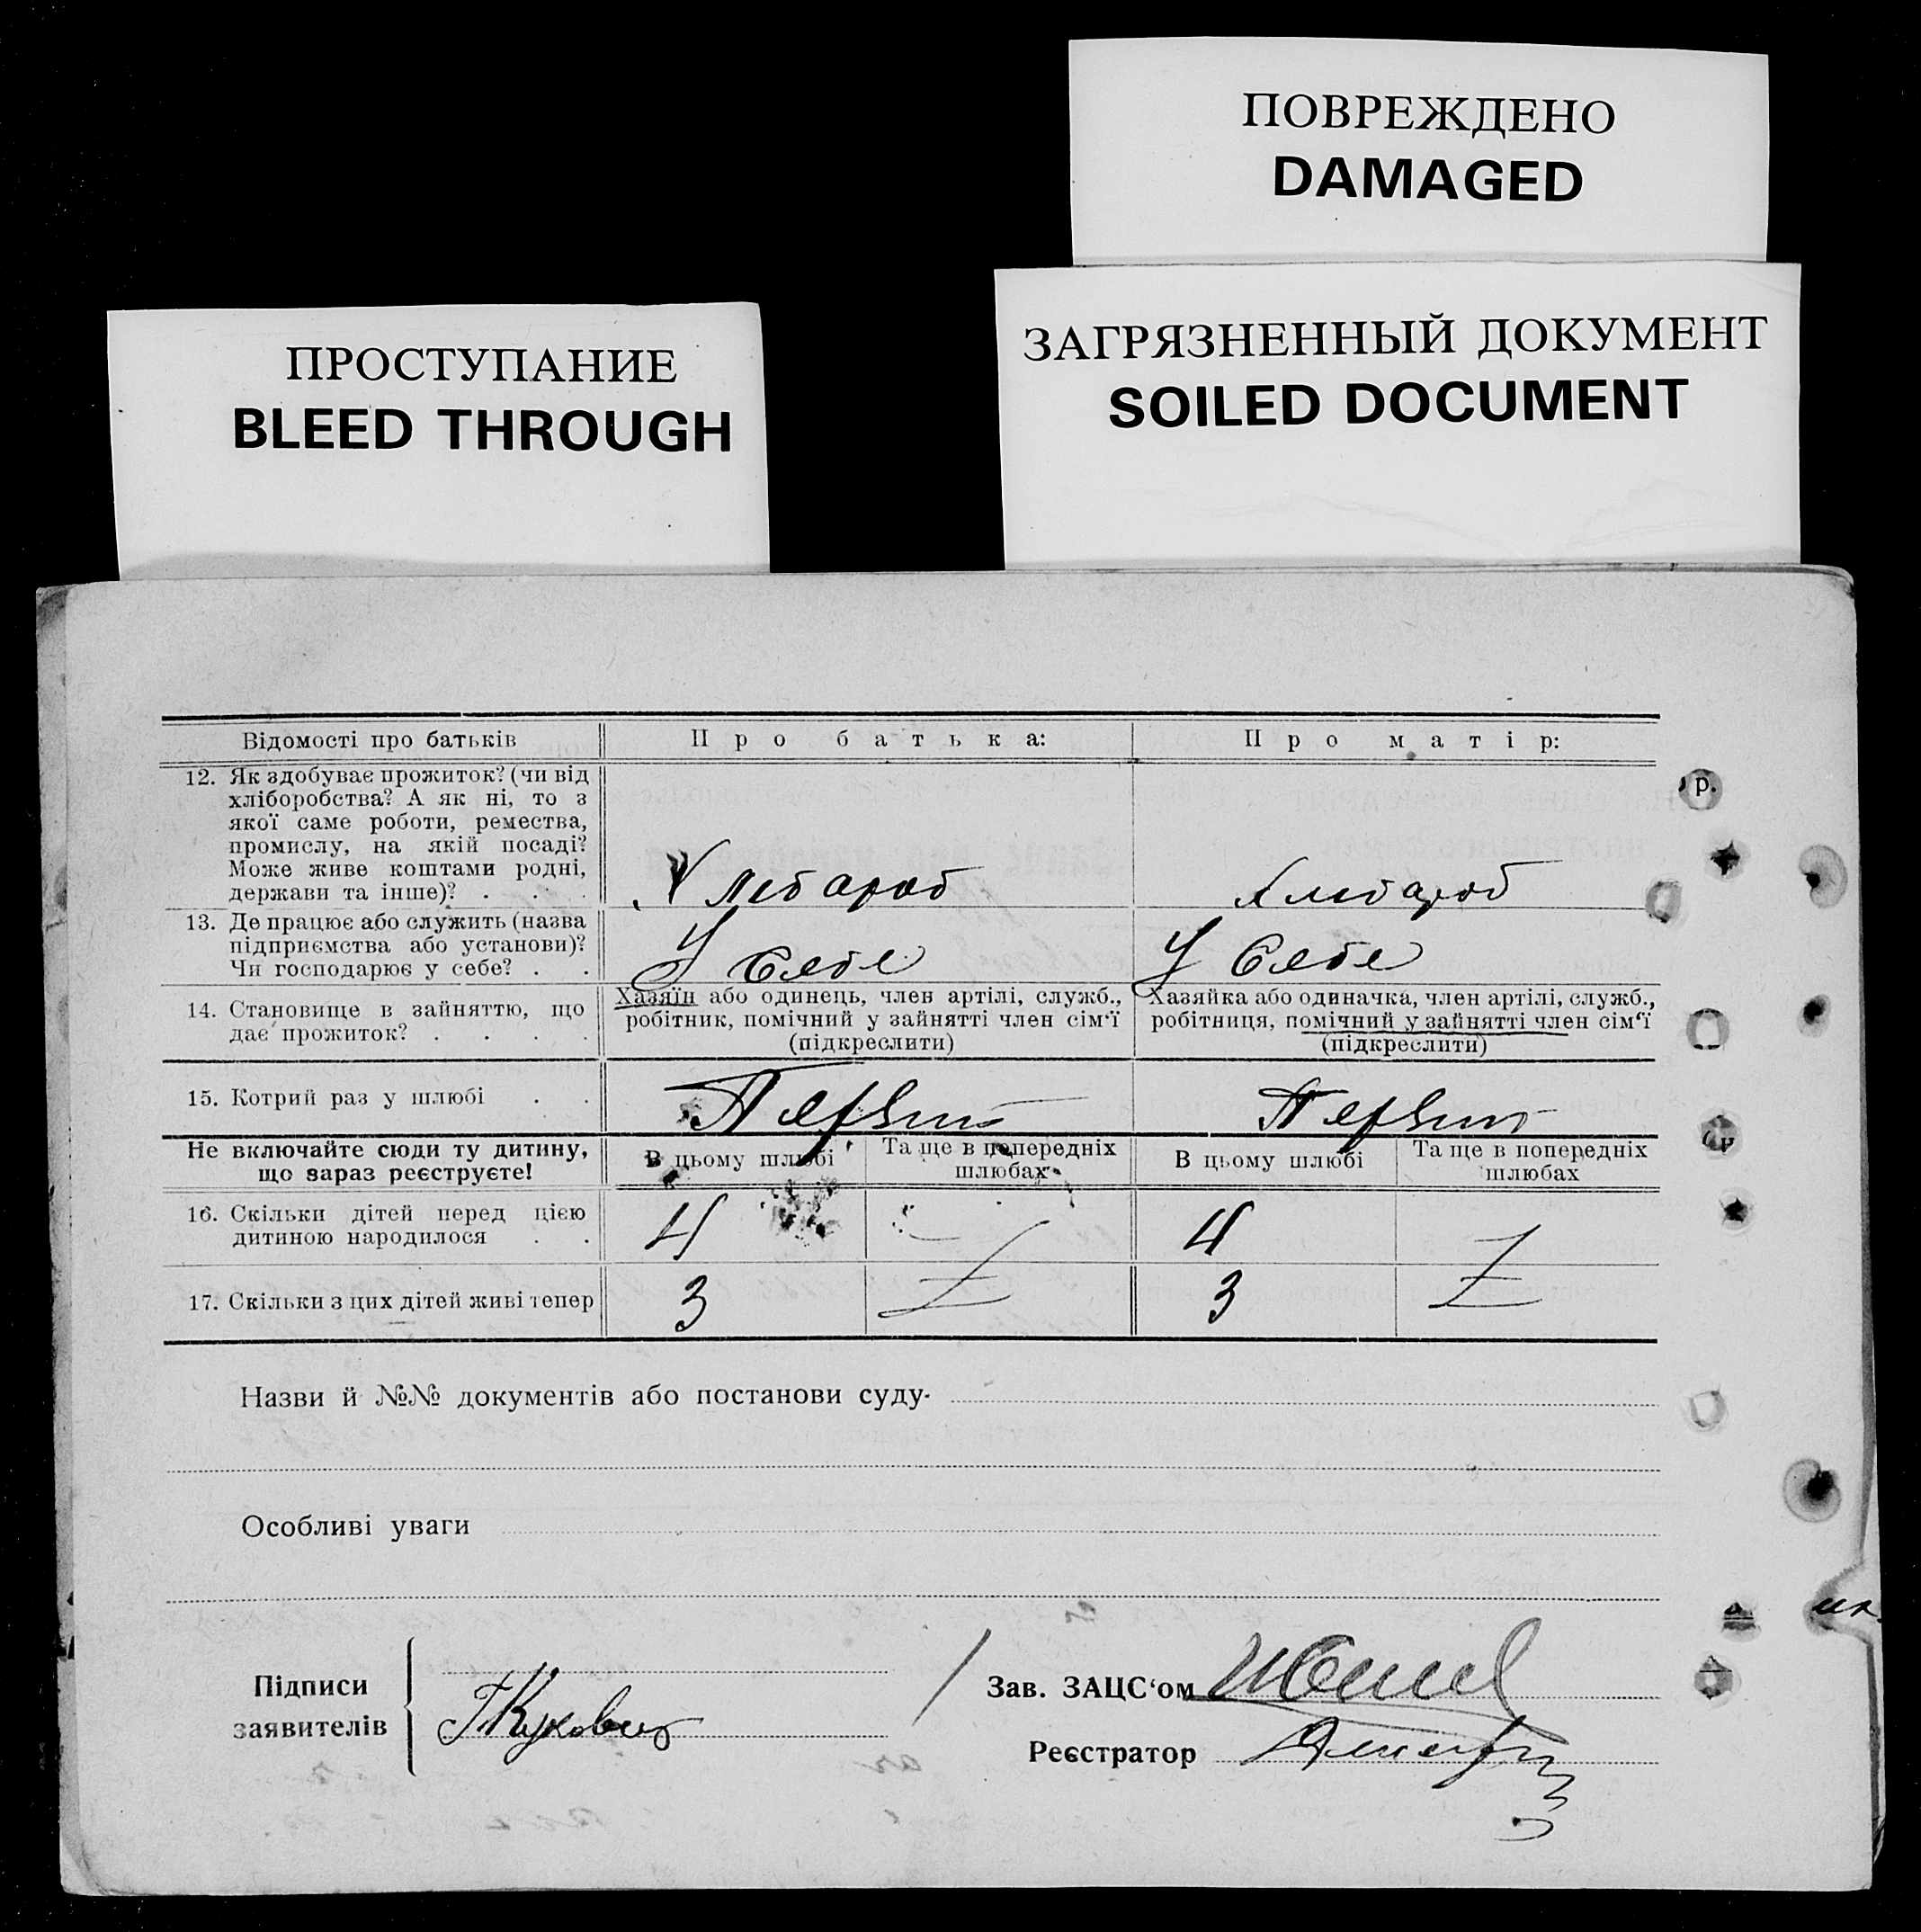 ПОВРЕЖДЕНО
DAMAGED
ЗАГРЯЗНЕННЫЙ ДОКУМЕНТ
SOILED DOCUMENT
ПРОСТУПАНИЕ
BLEED THROUGH
Відомості про батьків Про батька: Про матір:
12. Як здобуває прожиток? (чи від
хліборобства? А як ні, то з
якої саме роботи, ремества,
промислу, на якій посаді?
Може живе коштами родні,
держави та інше)? . . .
Хлебароб Хлебароб
13. Де працює або служить (назва
підприємства або установи)?
Чи господарює у себе? . .
У Себе У Себе
14. Становище в зайняттю, що
дає прожиток? . . . .
Хазяїн або одинець, член артілі, служб.,
робітник, помічний у зайнятті член сім'ї
(підкреслити)
Хазяйка або одиначка, член артілі, служб.,
робітниця, помічний у зайнятті член сім'ї
(підкреслити)
15. Котрий раз у шлюбі . .
Первий Первий
Не включайте сюди ту дитину,
що зараз реєструєте!
В цьому шлюбі
Та ще в попередніх
шлюбах
В цьому шлюбі
Та ще в попередніх
шлюбах
16. Скільки дітей перед цією
дитиною народилося . .
4 4
17. Скільки з цих дітей живі тепер
3 3
Назви й №№ документів або постанови суду
Особливі уваги
Підписи
заявителів
Зав. ЗАЦС'ом
Реєстратор
р.